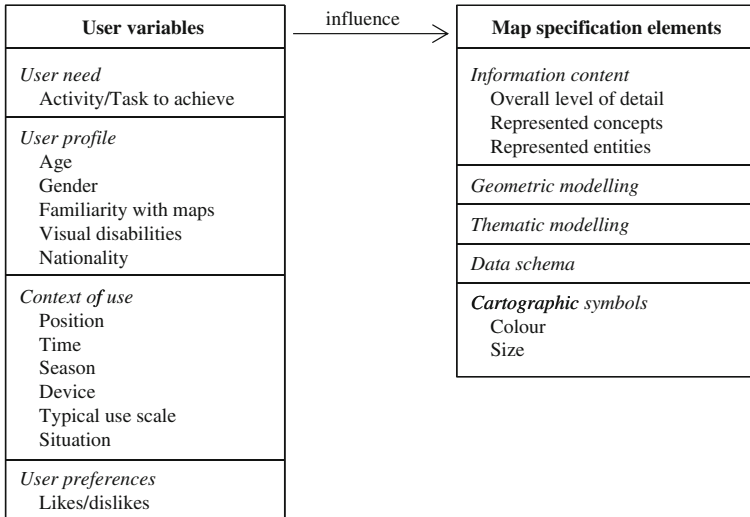 User variables
User need
Activity/Task to achieve
User profile
Age
Gender
Familiarity with maps
Visual disabilities
Nationality
Context of use
Position
Time
Season
Device
Typical use scale
Situation
User preferences
Likes/dislikes
influence
Map specification elements
Information content
Overall level of detail
Represented concepts
Represented entities
Geometric modelling
Thematic modelling
Data schema
Cartographic symbols
Colour
Size